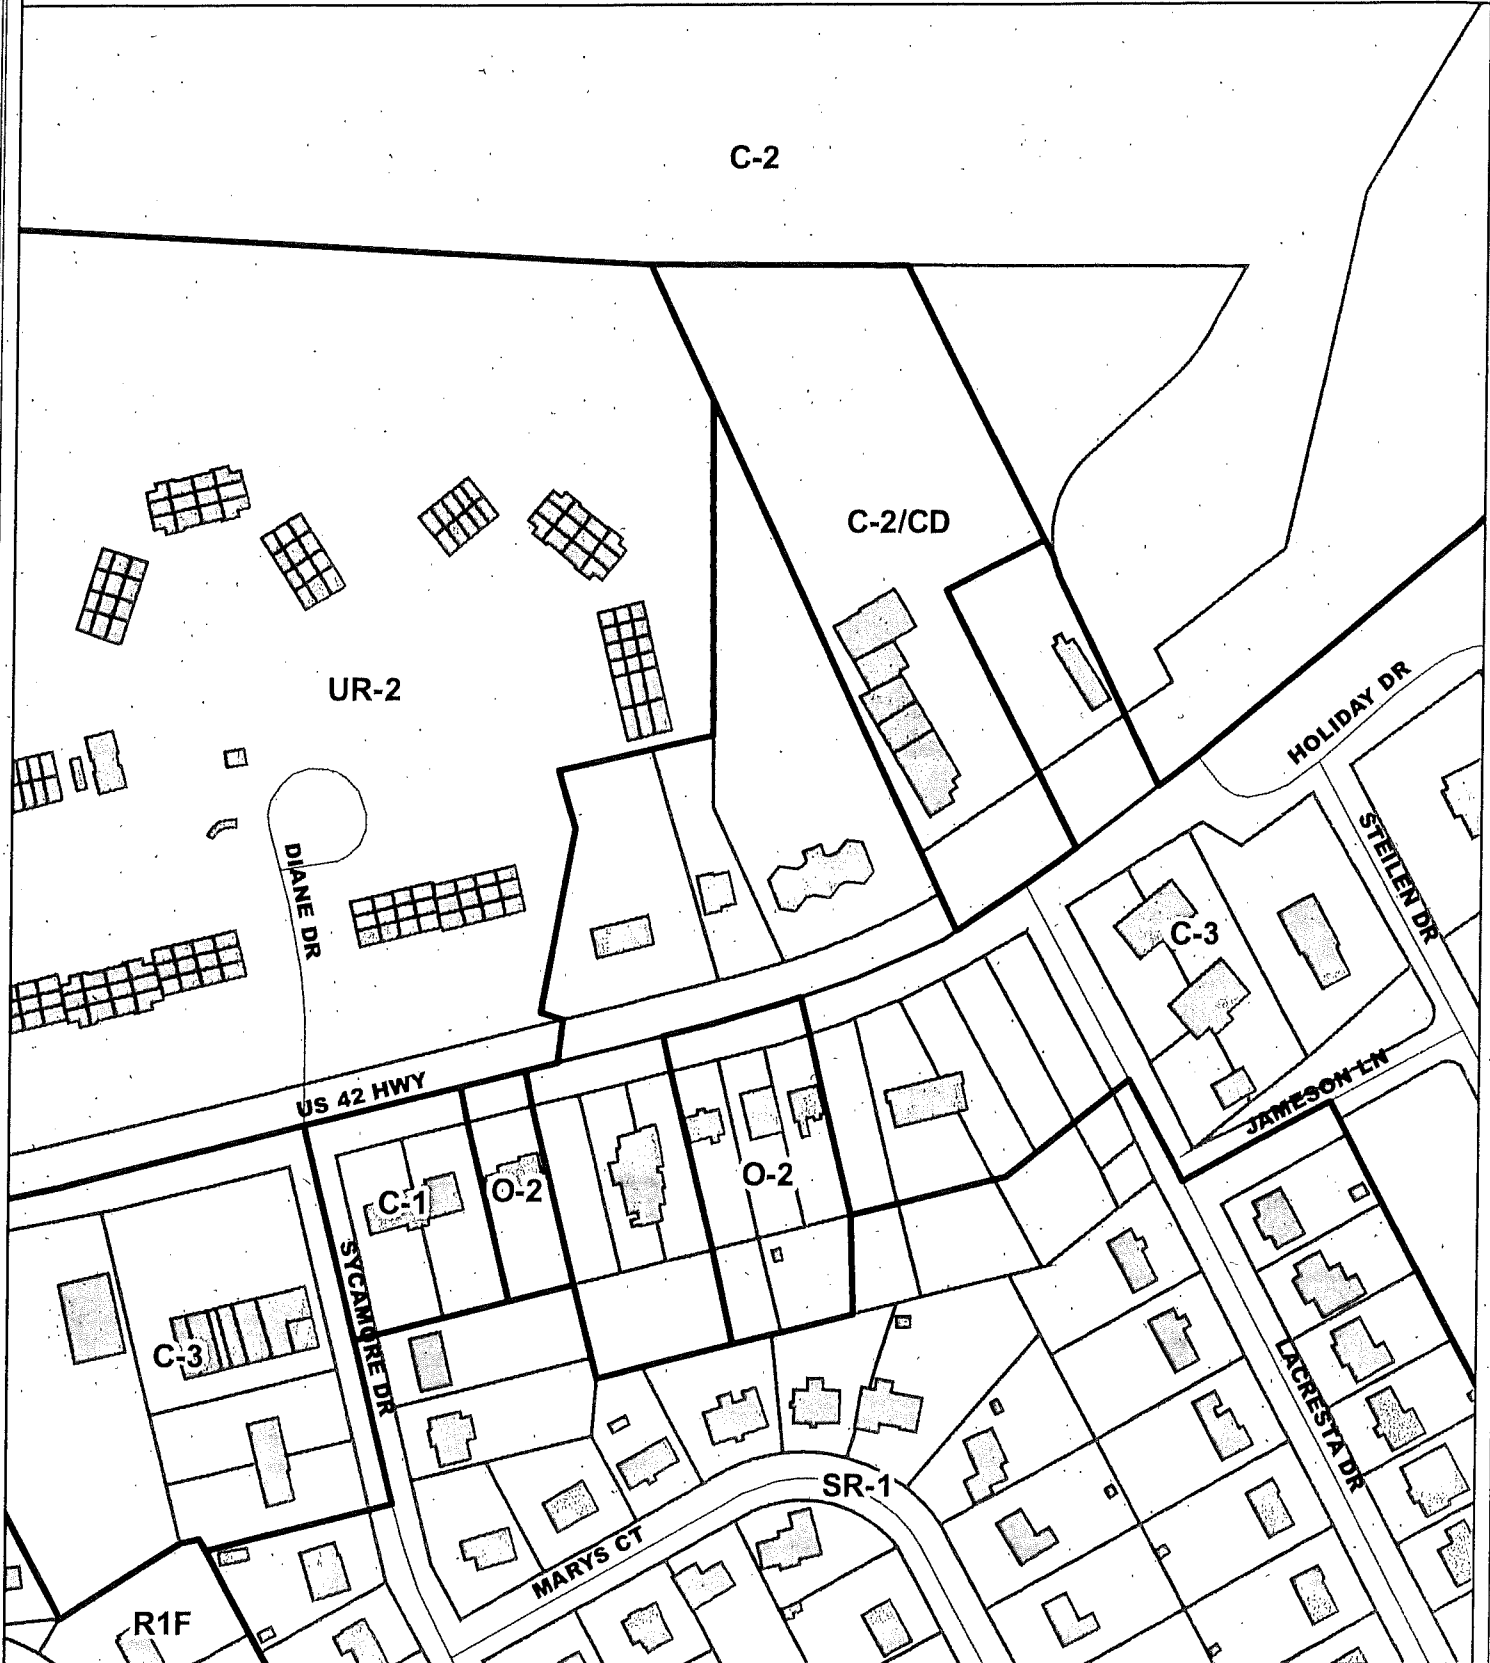 C-2
C-2/CD
UR-2
HOLIDAY DR
STEILEN DR
DIANE DR
C-3
US 42 HWY
JAMESON LN
C-1
O-2
O-2
SYCAMORE DR
C-3
LACRESTA DR
SR-1
MARYS CT
R1F